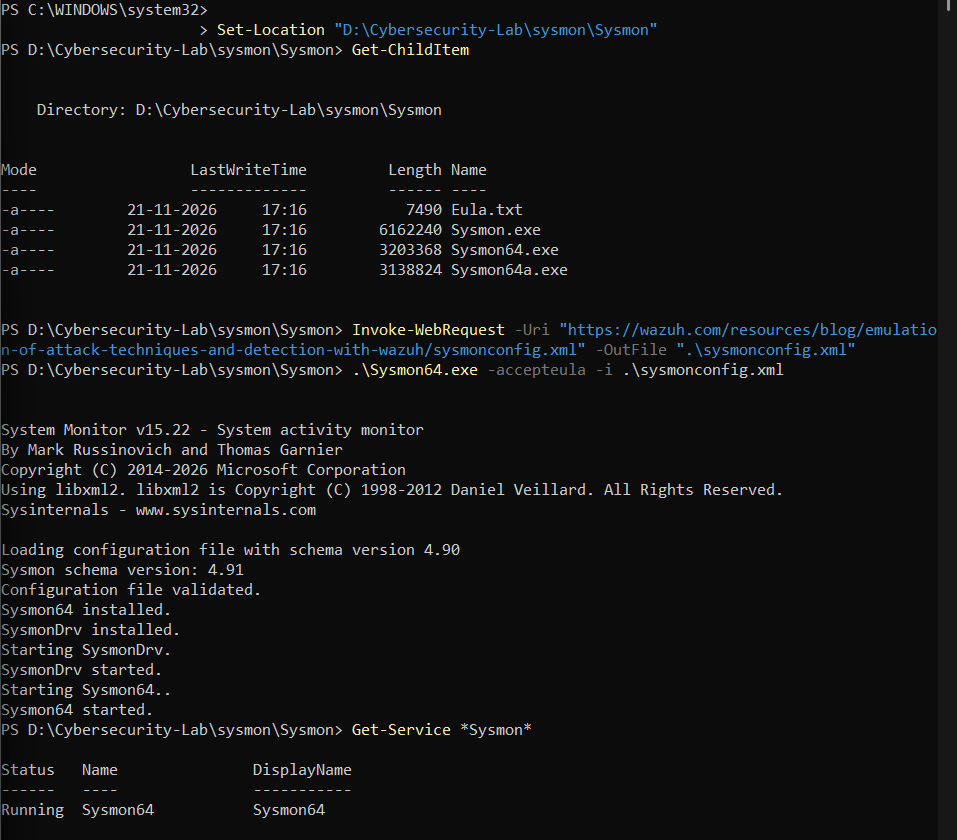 PS C:\WINDOWS\system32>
> Set-Location "D:\Cybersecurity-Lab\sysmon\Sysmon"
PS D:\Cybersecurity-Lab\sysmon\Sysmon> Get-ChildItem
Directory: D:\Cybersecurity-Lab\sysmon\Sysmon
Mode LastWriteTime Length Name
---- ------------- ------ ----
-a---- 21-11-2026 17:16 7490 Eula.txt
-a---- 21-11-2026 17:16 6162240 Sysmon.exe
-a---- 21-11-2026 17:16 3203368 Sysmon64.exe
-a---- 21-11-2026 17:16 3138824 Sysmon64a.exe
PS D:\Cybersecurity-Lab\sysmon\Sysmon> Invoke-WebRequest -Uri "https://wazuh.com/resources/blog/emulatio
n-of-attack-techniques-and-detection-with-wazuh/sysmonconfig.xml" -OutFile ".\sysmonconfig.xml"
PS D:\Cybersecurity-Lab\sysmon\Sysmon> .\Sysmon64.exe -accepteula -i .\sysmonconfig.xml
System Monitor v15.22 - System activity monitor
By Mark Russinovich and Thomas Garnier
Copyright (C) 2014-2026 Microsoft Corporation
Using libxml2. libxml2 is Copyright (C) 1998-2012 Daniel Veillard. All Rights Reserved.
Sysinternals - www.sysinternals.com
Loading configuration file with schema version 4.90
Sysmon schema version: 4.91
Configuration file validated.
Sysmon64 installed.
SysmonDrv installed.
Starting SysmonDrv.
SysmonDrv started.
Starting Sysmon64..
Sysmon64 started.
PS D:\Cybersecurity-Lab\sysmon\Sysmon> Get-Service *Sysmon*
Status Name DisplayName
------ ---- -----------
Running Sysmon64 Sysmon64